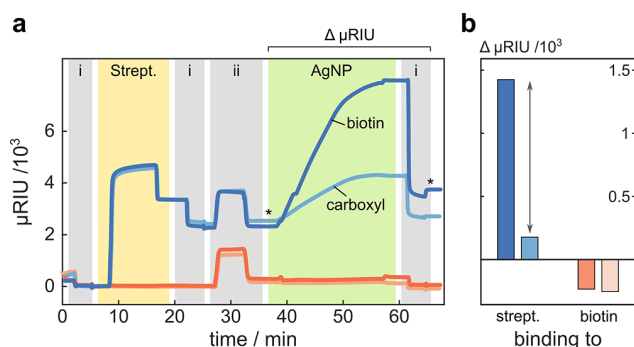 a
Δ μRIU
i
Strept.
i
ii
AgNP
i
μRIU /10³
6
4
2
0
biotin
carboxyl
*
*
0
10
20
30
40
50
60
time / min
b
Δ μRIU /10³
1.5
0.5
strept.
biotin
binding to